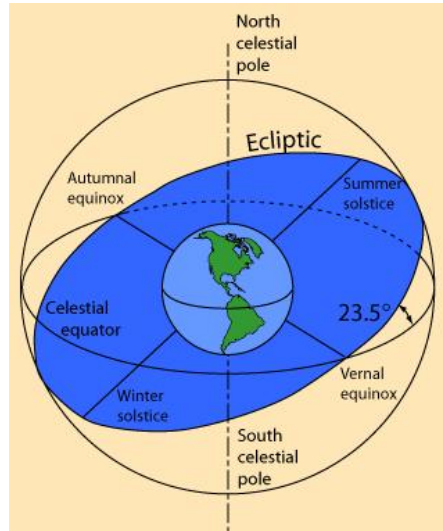 North
celestial
pole
Ecliptic
Autumnal
equinox
Summer
solstice
Celestial
equator
23.5°
Winter
solstice
Vernal
equinox
South
celestial
pole